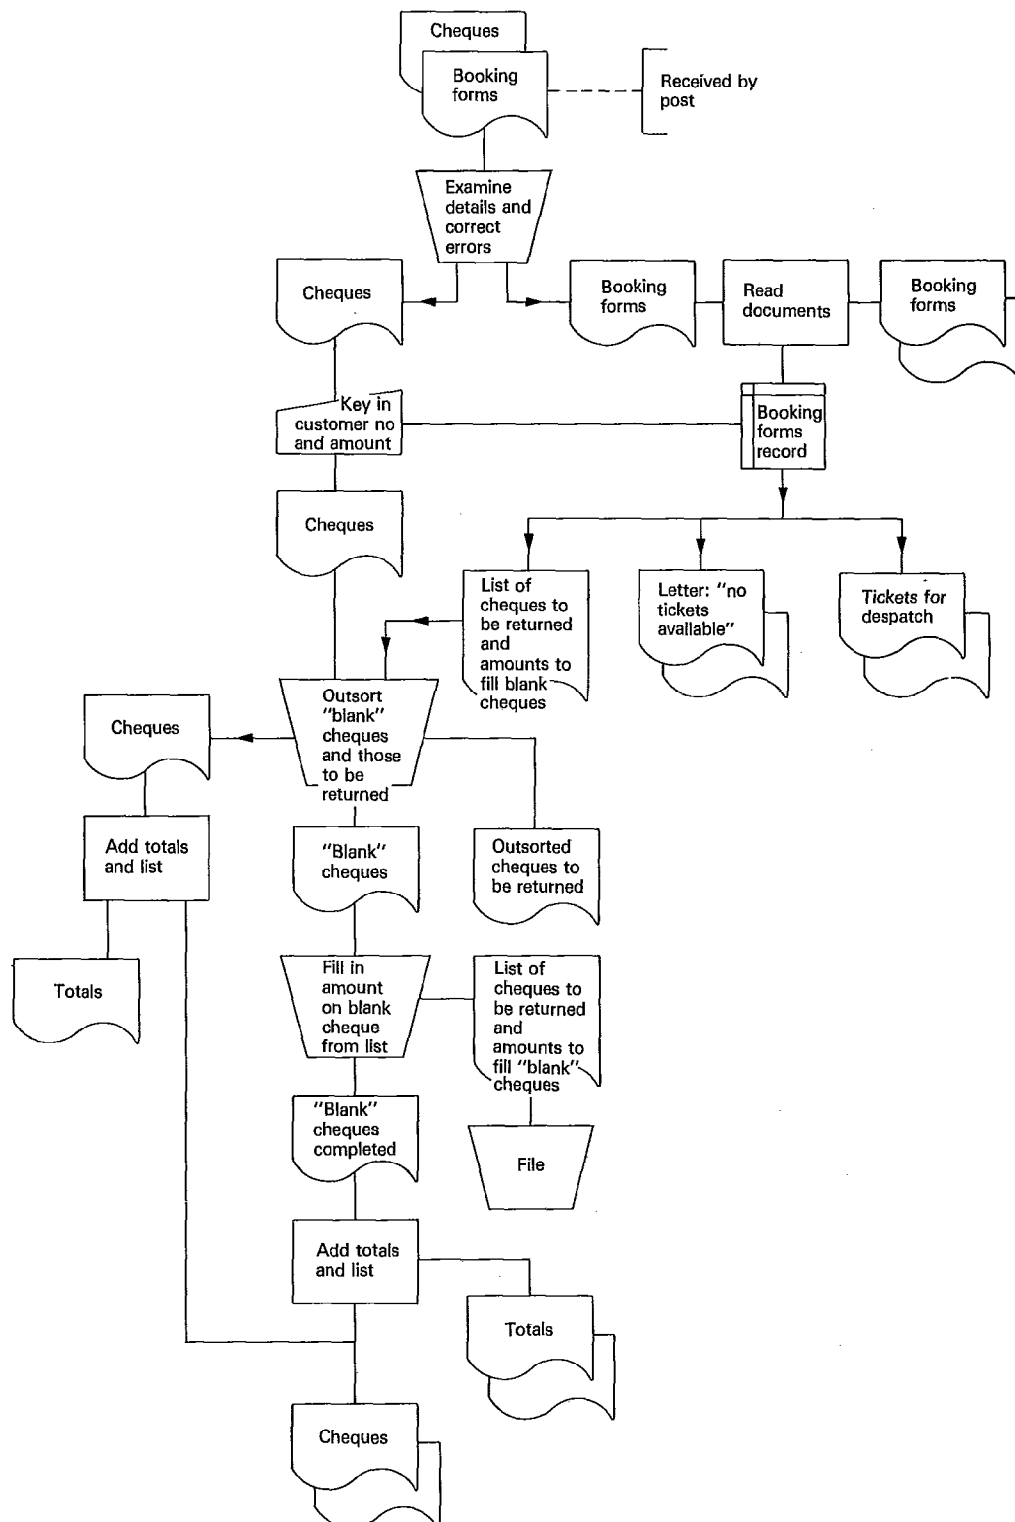 Cheques
Booking
forms
Received by
post
Examine
details and
correct
errors
Cheques
Booking
forms
Read
documents
Booking
forms
Key in
customer no
and amount
Booking
forms
record
Cheques
List of
cheques to
be returned
and
amounts to
fill blank
cheques
Letter: "no
tickets
available"
Tickets for
despatch
Outsort
"blank"
cheques
and those
to be
returned
Cheques
Add totals
and list
"Blank"
cheques
Outsorted
cheques to
be returned
Totals
Fill in
amount
on blank
cheque
from list
List of
cheques to
be returned
and
amounts to
fill "blank"
cheques
"Blank"
cheques
completed
File
Add totals
and list
Totals
Cheques